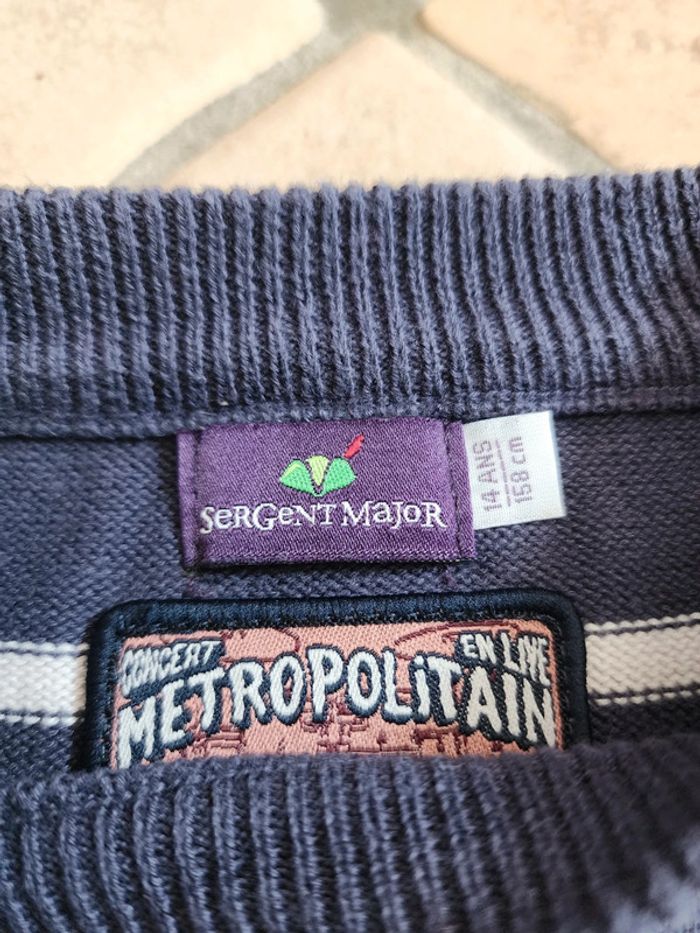 SeRGeNT MaJoR
14 ANS
158 cm
CONCERT
EN LIVE
METROPOLiTAIN